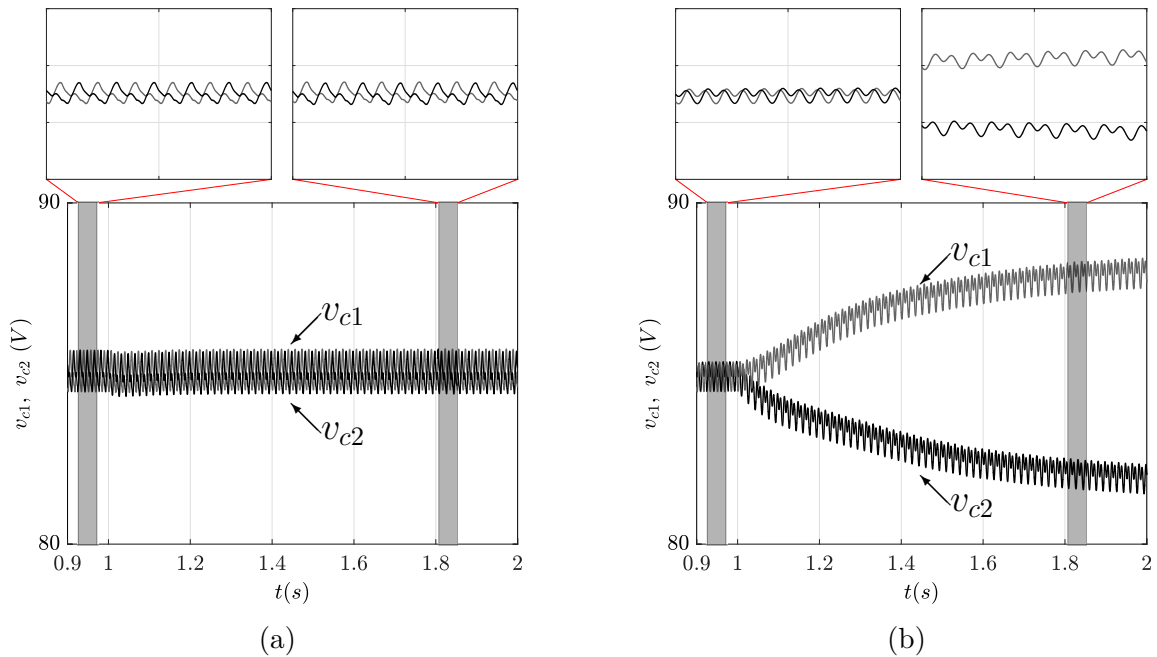 90
v_{c1}, v_{c2} (V)
v_{c1}
v_{c2}
80
0.9 1 1.2 1.4 1.6 1.8 2
t(s)
(a)
90
v_{c1}, v_{c2} (V)
v_{c1}
v_{c2}
80
0.9 1 1.2 1.4 1.6 1.8 2
t(s)
(b)